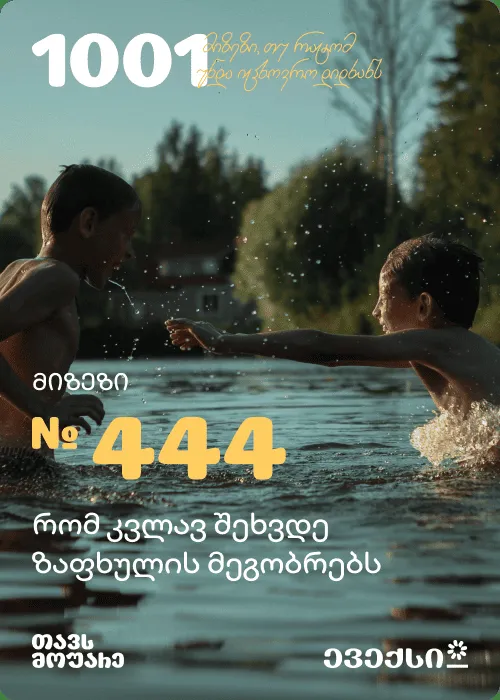 1001 მიზეზი, თუ რატომ
უნდა იცხოვრო დიდხანს
მიზეზი
№ 444
რომ კვლავ შეხვდე
ზაფხულის მეგობრებს
თავს
მოუარე
ევექსი